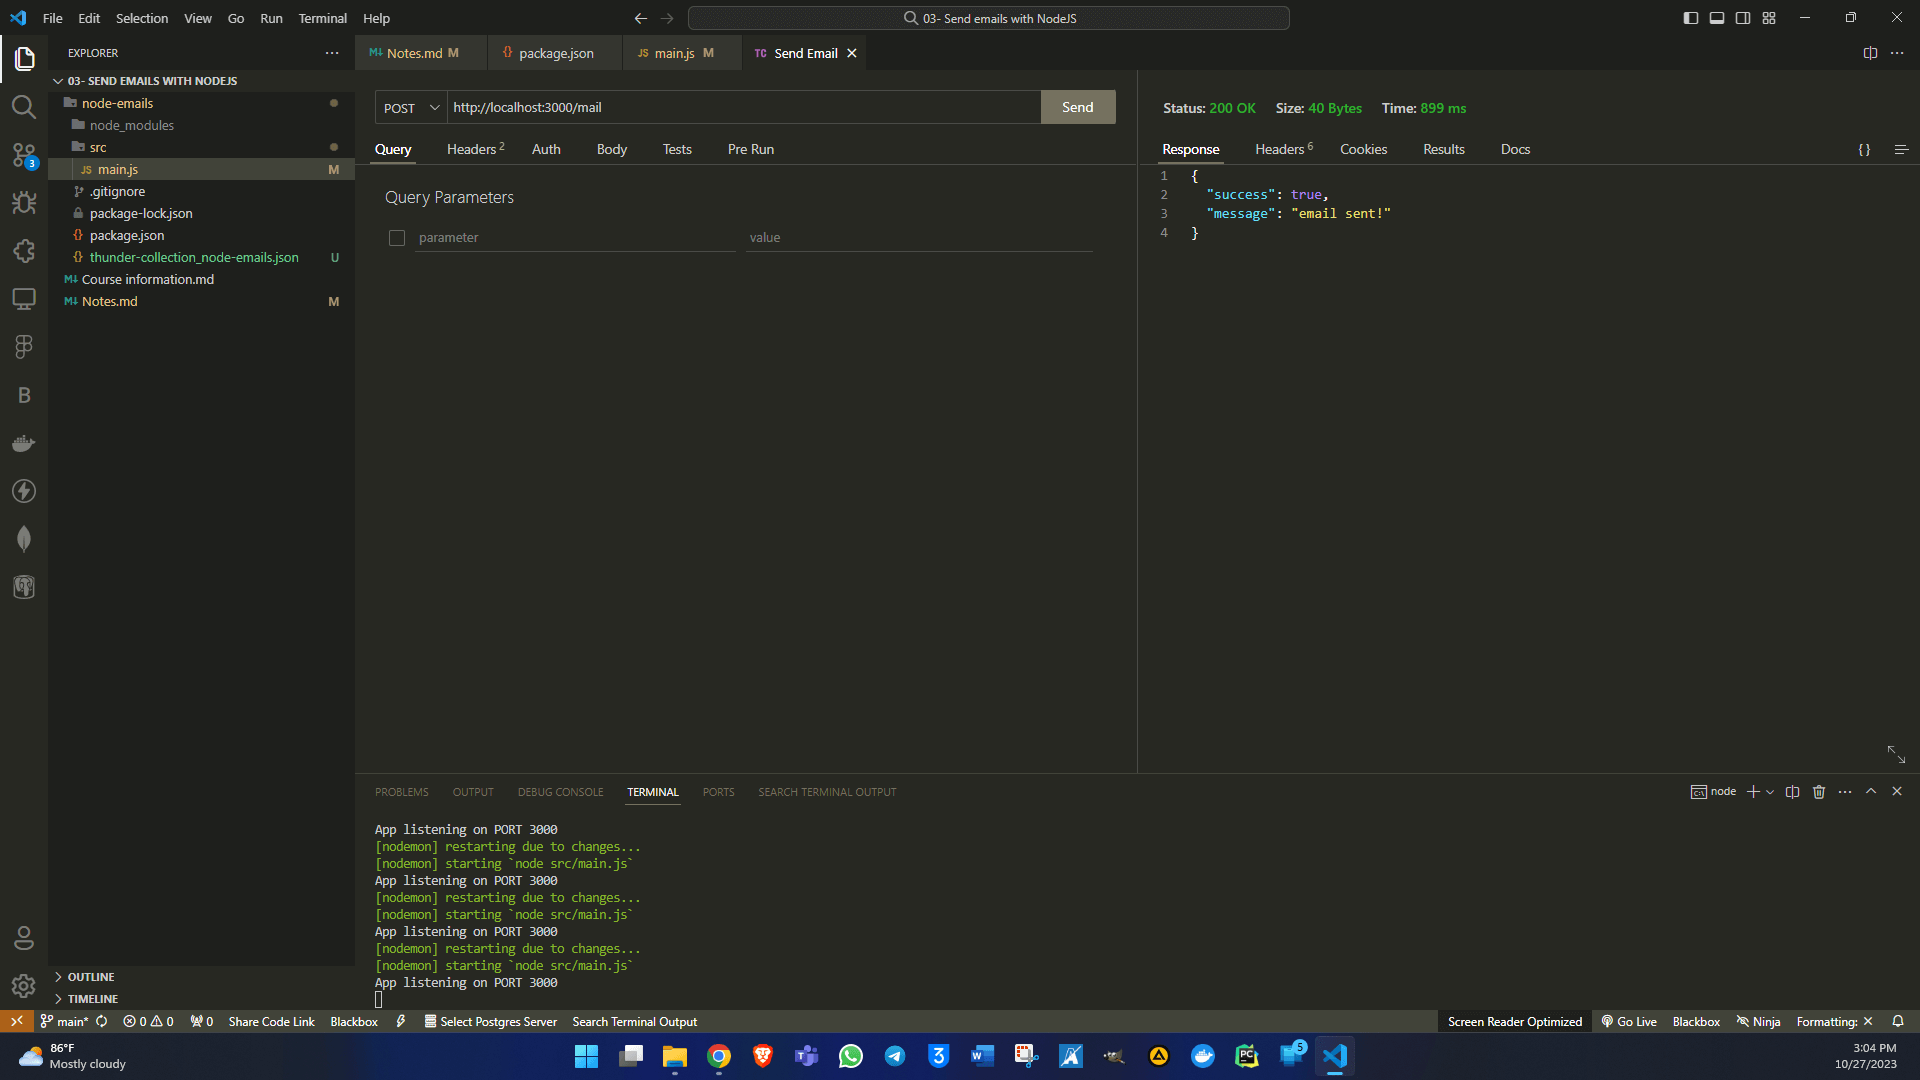 File Edit Selection View Go Run Terminal Help
03- Send emails with NodeJS
EXPLORER
Notes.md M
package.json
JS main.js M
TC Send Email
03- SEND EMAILS WITH NODEJS
node-emails
node_modules
src
JS main.js M
.gitignore
package-lock.json
{} package.json
{} thunder-collection_node-emails.json U
Course information.md
Notes.md M
OUTLINE
TIMELINE
3
B
POST http://localhost:3000/mail Send
Query Headers 2 Auth Body Tests Pre Run
Query Parameters
parameter value
Status: 200 OK Size: 40 Bytes Time: 899 ms
Response Headers 6 Cookies Results Docs {}
1 {
2 "success": true,
3 "message": "email sent!"
4 }
PROBLEMS OUTPUT DEBUG CONSOLE TERMINAL PORTS SEARCH TERMINAL OUTPUT
node
App listening on PORT 3000
[nodemon] restarting due to changes...
[nodemon] starting `node src/main.js`
App listening on PORT 3000
[nodemon] restarting due to changes...
[nodemon] starting `node src/main.js`
App listening on PORT 3000
[nodemon] restarting due to changes...
[nodemon] starting `node src/main.js`
App listening on PORT 3000
main* 0 0 0 Share Code Link Blackbox Select Postgres Server Search Terminal Output
Screen Reader Optimized Go Live Blackbox Ninja Formatting:
86°F
Mostly cloudy
5
3:04 PM
10/27/2023